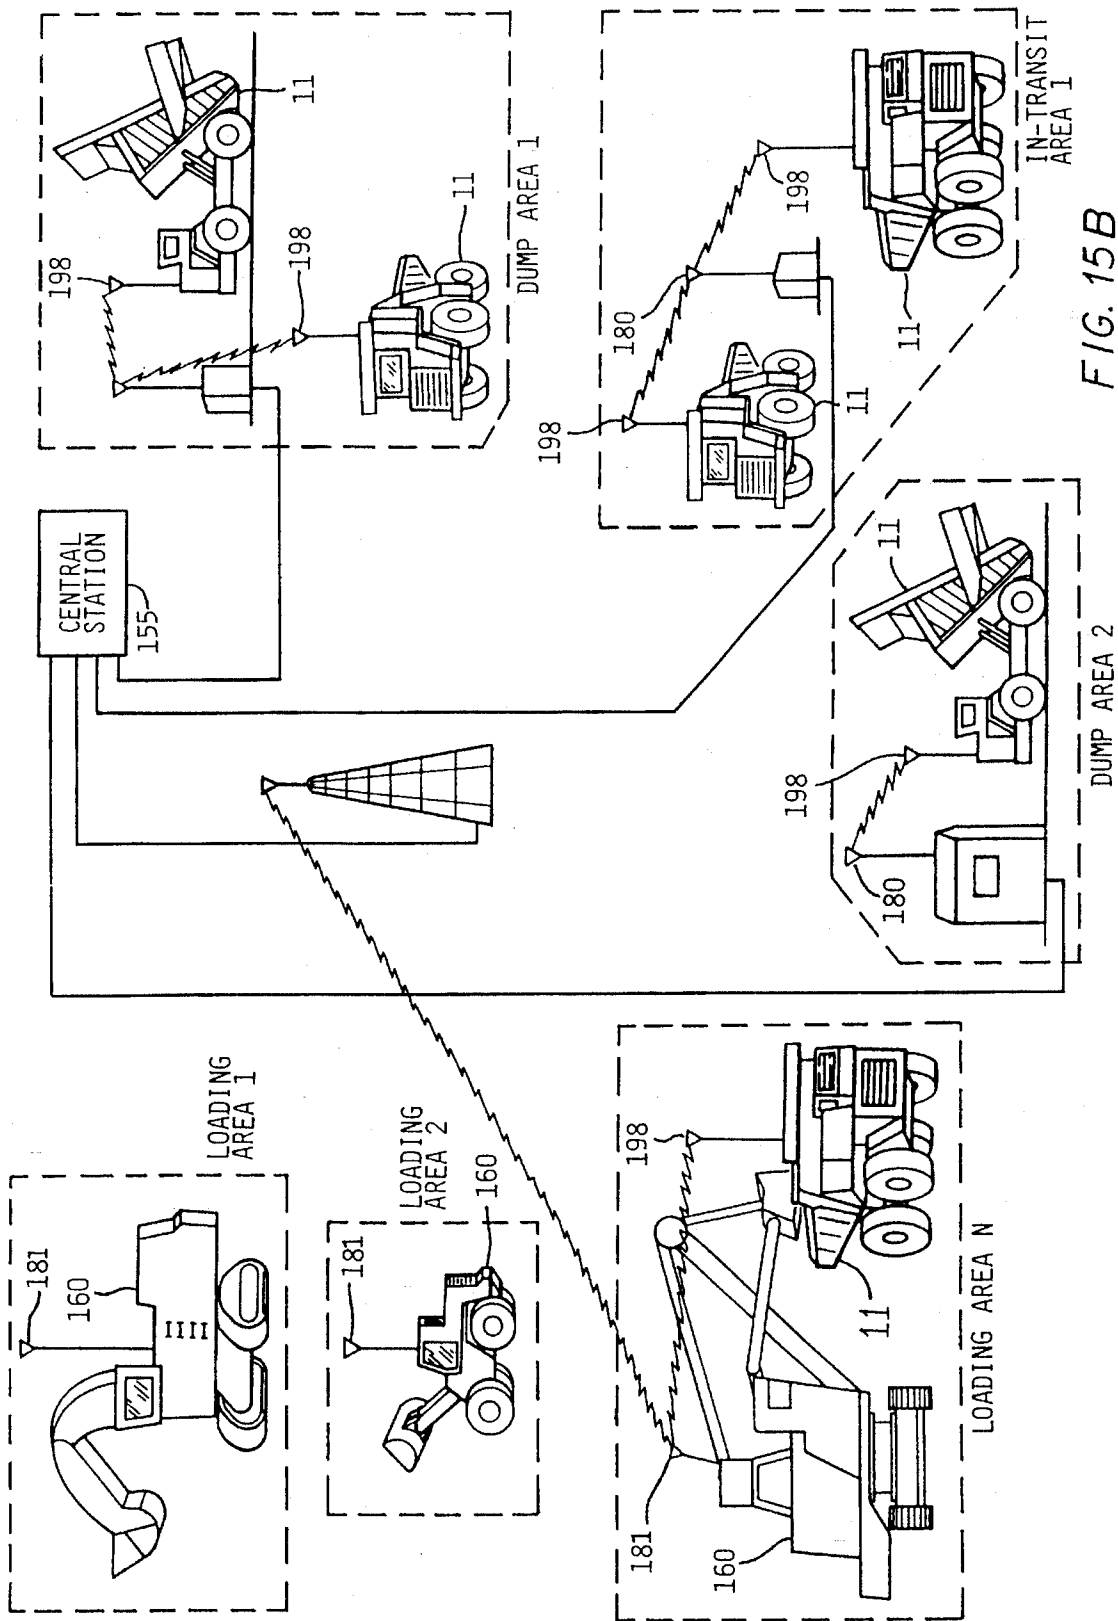 181
160
LOADING
AREA 1
181
160
LOADING
AREA 2
CENTRAL
STATION
155
198
11
198
11
DUMP AREA 1
181
160
198
11
LOADING AREA N
180
198
11
DUMP AREA 2
198
180
198
11
11
IN-TRANSIT
AREA 1
FIG. 15B